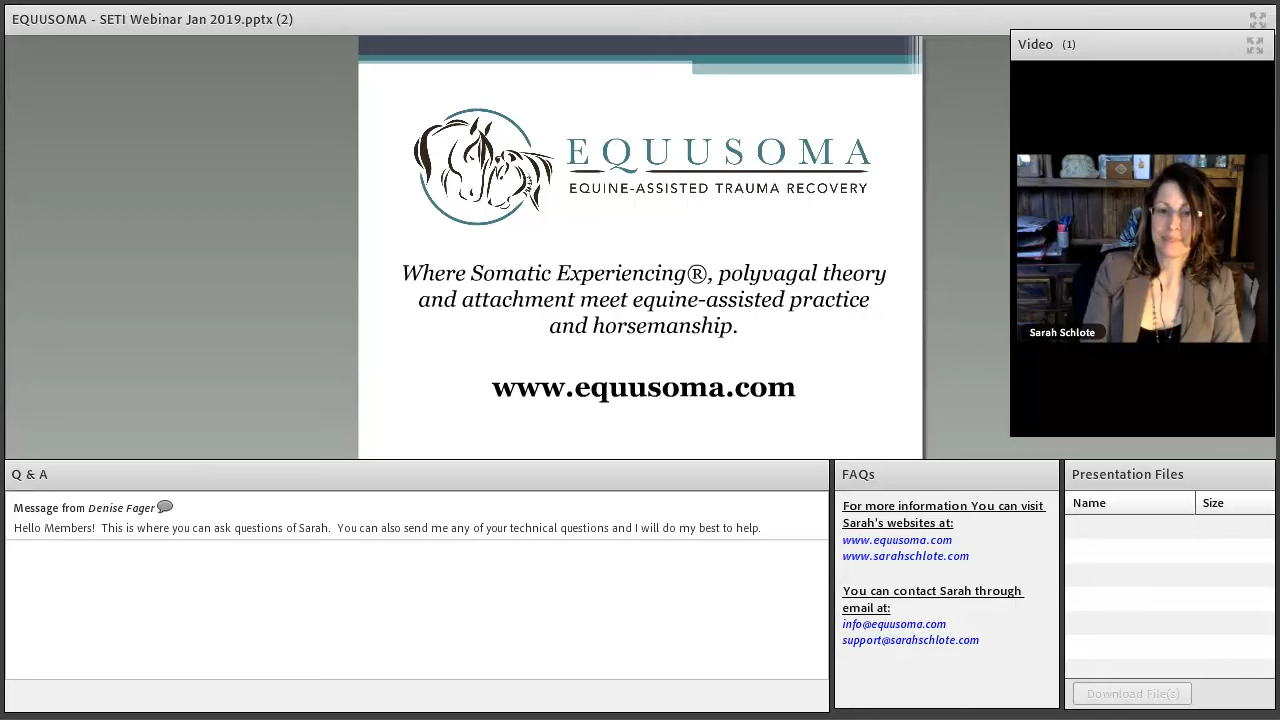 EQUUSOMA - SETI Webinar Jan 2019.pptx (2)
Video (1)
EQUUSOMA
EQUINE-ASSISTED TRAUMA RECOVERY
Where Somatic Experiencing®, polyvagal theory
and attachment meet equine-assisted practice
and horsemanship.
www.equusoma.com
Sarah Schlote
Q & A
Message from Denise Fager
Hello Members! This is where you can ask questions of Sarah. You can also send me any of your technical questions and I will do my best to help.
FAQs
For more information You can visit
Sarah's websites at:
www.equusoma.com
www.sarahschlote.com
You can contact Sarah through
email at:
info@equusoma.com
support@sarahschlote.com
Presentation Files
Name
Size
Download File(s)